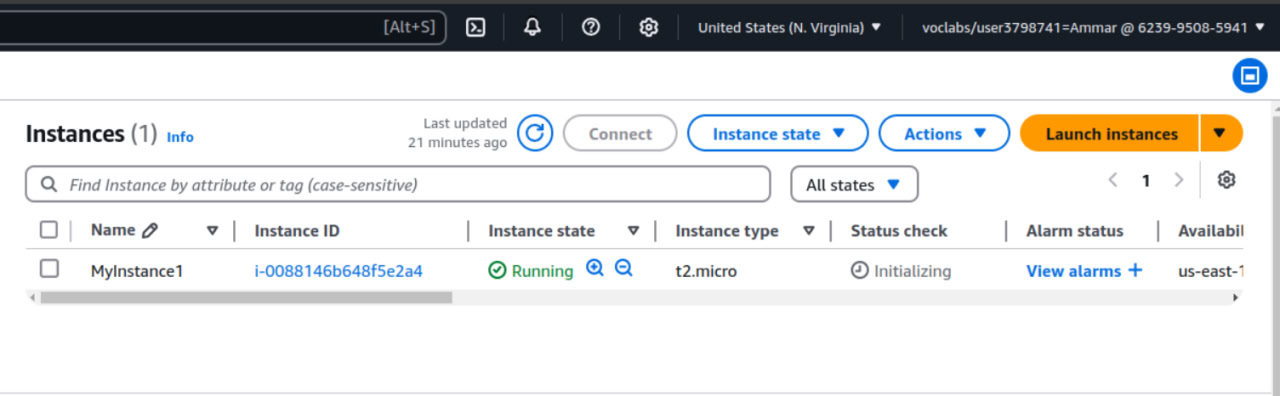 [Alt+S] United States (N. Virginia) voclabs/user3798741=Ammar @ 6239-9508-5941
Instances (1) Info Last updated 21 minutes ago Connect Instance state Actions Launch instances
Find Instance by attribute or tag (case-sensitive) All states 1
Name Instance ID Instance state Instance type Status check Alarm status Availabil
MyInstance1 i-0088146b648f5e2a4 Running t2.micro Initializing View alarms + us-east-1